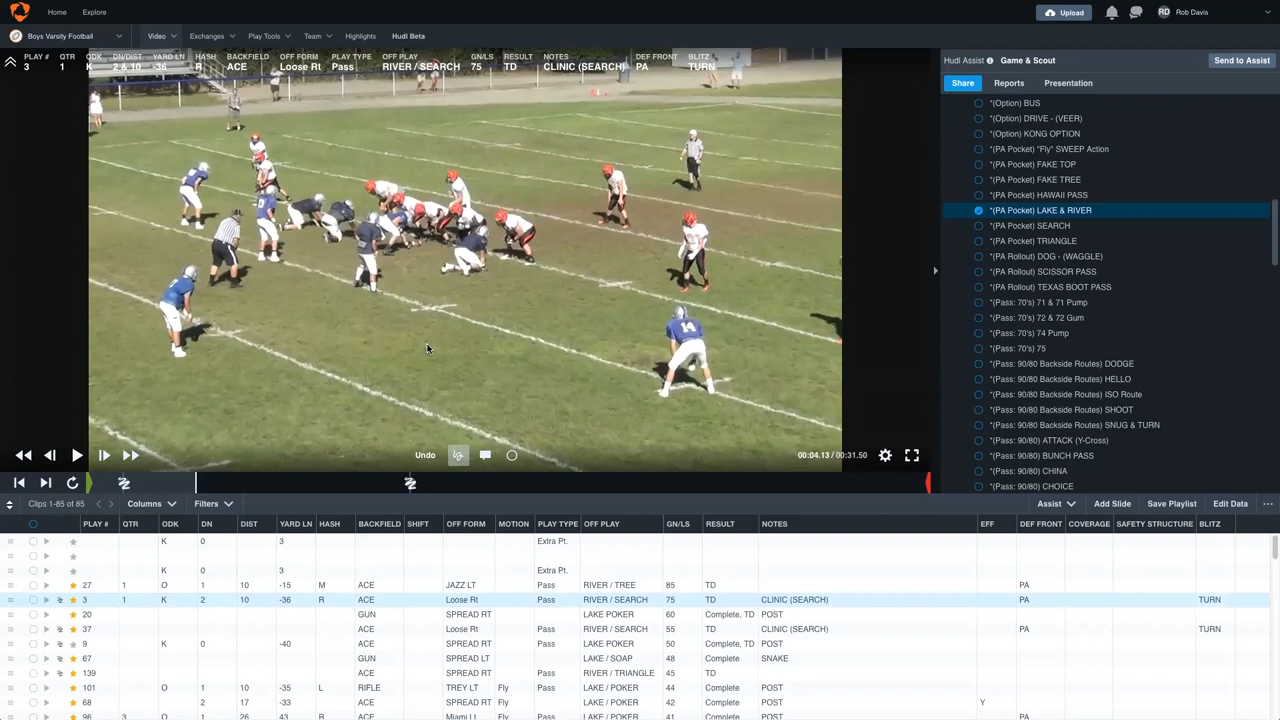 Home Explore Upload RD Rob Davis
Boys Varsity Football Video Exchanges Play Tools Team Highlights Hudl Beta
PLAY # QTR ODK DN/DIST YARD LN HASH BACKFIELD OFF FORM PLAY TYPE OFF PLAY GN/LS RESULT NOTES DEF FRONT BLITZ
3 1 K 2 & 10 -36 R ACE Loose Rt Pass RIVER / SEARCH 75 TD CLINIC (SEARCH) PA TURN
14
Undo 00:04.13 / 00:31.50
Hudl Assist Game & Scout Send to Assist
Share Reports Presentation
*(Option) BUS
*(Option) DRIVE - (VEER)
*(Option) KONG OPTION
*(PA Pocket) "Fly" SWEEP Action
*(PA Pocket) FAKE TOP
*(PA Pocket) FAKE TREE
*(PA Pocket) HAWAII PASS
*(PA Pocket) LAKE & RIVER
*(PA Pocket) SEARCH
*(PA Pocket) TRIANGLE
*(PA Rollout) DOG - (WAGGLE)
*(PA Rollout) SCISSOR PASS
*(PA Rollout) TEXAS BOOT PASS
*(Pass: 70's) 71 & 71 Pump
*(Pass: 70's) 72 & 72 Gum
*(Pass: 70's) 74 Pump
*(Pass: 70's) 75
*(Pass: 90/80 Backside Routes) DODGE
*(Pass: 90/80 Backside Routes) HELLO
*(Pass: 90/80 Backside Routes) ISO Route
*(Pass: 90/80 Backside Routes) SHOOT
*(Pass: 90/80 Backside Routes) SNUG & TURN
*(Pass: 90/80) ATTACK (Y-Cross)
*(Pass: 90/80) BUNCH PASS
*(Pass: 90/80) CHINA
*(Pass: 90/80) CHOICE
Clips 1-85 of 85 Columns Filters Assist Add Slide Save Playlist Edit Data
PLAY # QTR ODK DN DIST YARD LN HASH BACKFIELD SHIFT OFF FORM MOTION PLAY TYPE OFF PLAY GN/LS RESULT NOTES EFF DEF FRONT COVERAGE SAFETY STRUCTURE BLITZ
K 0 3 Extra Pt.
K 0 3 Extra Pt.
27 1 O 1 10 -15 M ACE JAZZ LT Pass RIVER / TREE 85 TD PA
3 1 K 2 10 -36 R ACE Loose Rt Pass RIVER / SEARCH 75 TD CLINIC (SEARCH) PA TURN
20 GUN SPREAD RT LAKE POKER 60 Complete, TD POST
37 ACE Loose Rt Pass RIVER / SEARCH 55 TD CLINIC (SEARCH) PA TURN
9 K 0 -40 ACE SPREAD RT Pass LAKE POKER 50 Complete, TD POST
67 GUN SPREAD LT LAKE / SOAP 48 Complete SNAKE
139 ACE SPREAD RT Pass RIVER / TRIANGLE 45 TD
101 O 1 10 -35 L RIFLE TREY LT Fly Pass LAKE / POKER 44 Complete POST
68 2 17 -33 ACE SPREAD RT Fly LAKE / POKER 42 Complete POST Y
96 3 O 1 26 43 R ACE Miami Lt Fly Pass LAKE / POKER 41 Complete POST PA